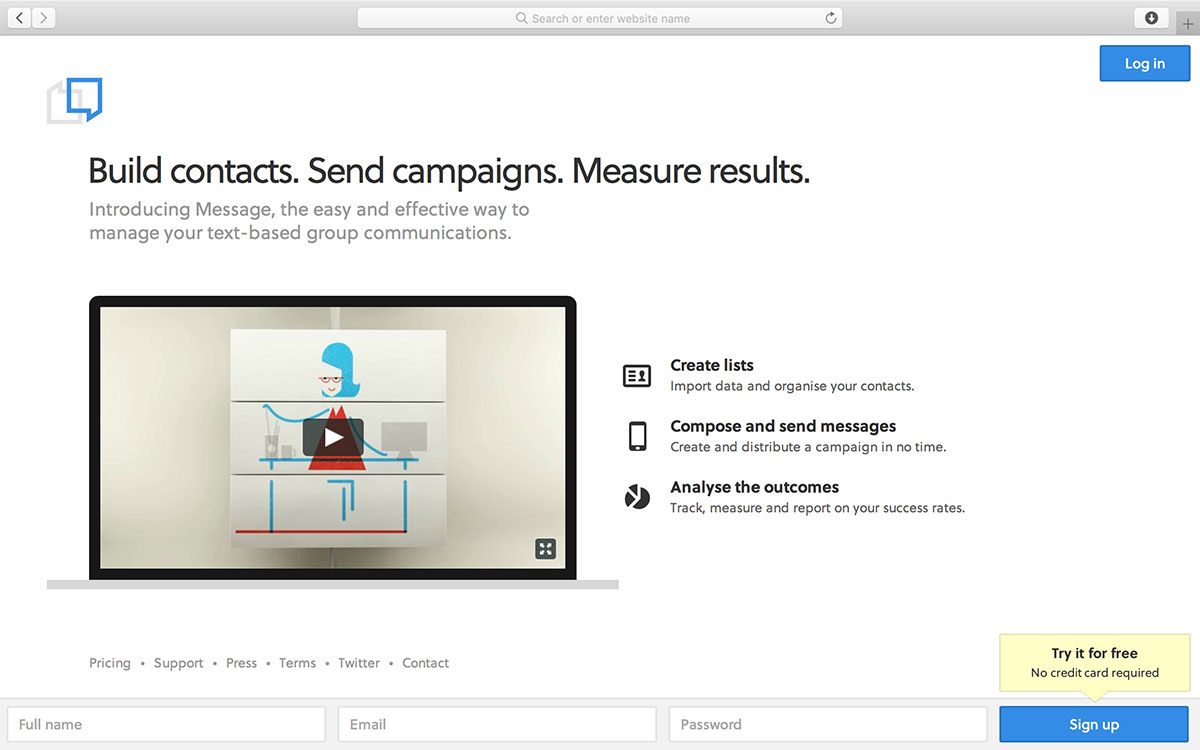 Search or enter website name
Log in
Build contacts. Send campaigns. Measure results.
Introducing Message, the easy and effective way to
manage your text-based group communications.
Create lists
Import data and organise your contacts.
Compose and send messages
Create and distribute a campaign in no time.
Analyse the outcomes
Track, measure and report on your success rates.
Pricing • Support • Press • Terms • Twitter • Contact
Try it for free
No credit card required
Full name
Email
Password
Sign up